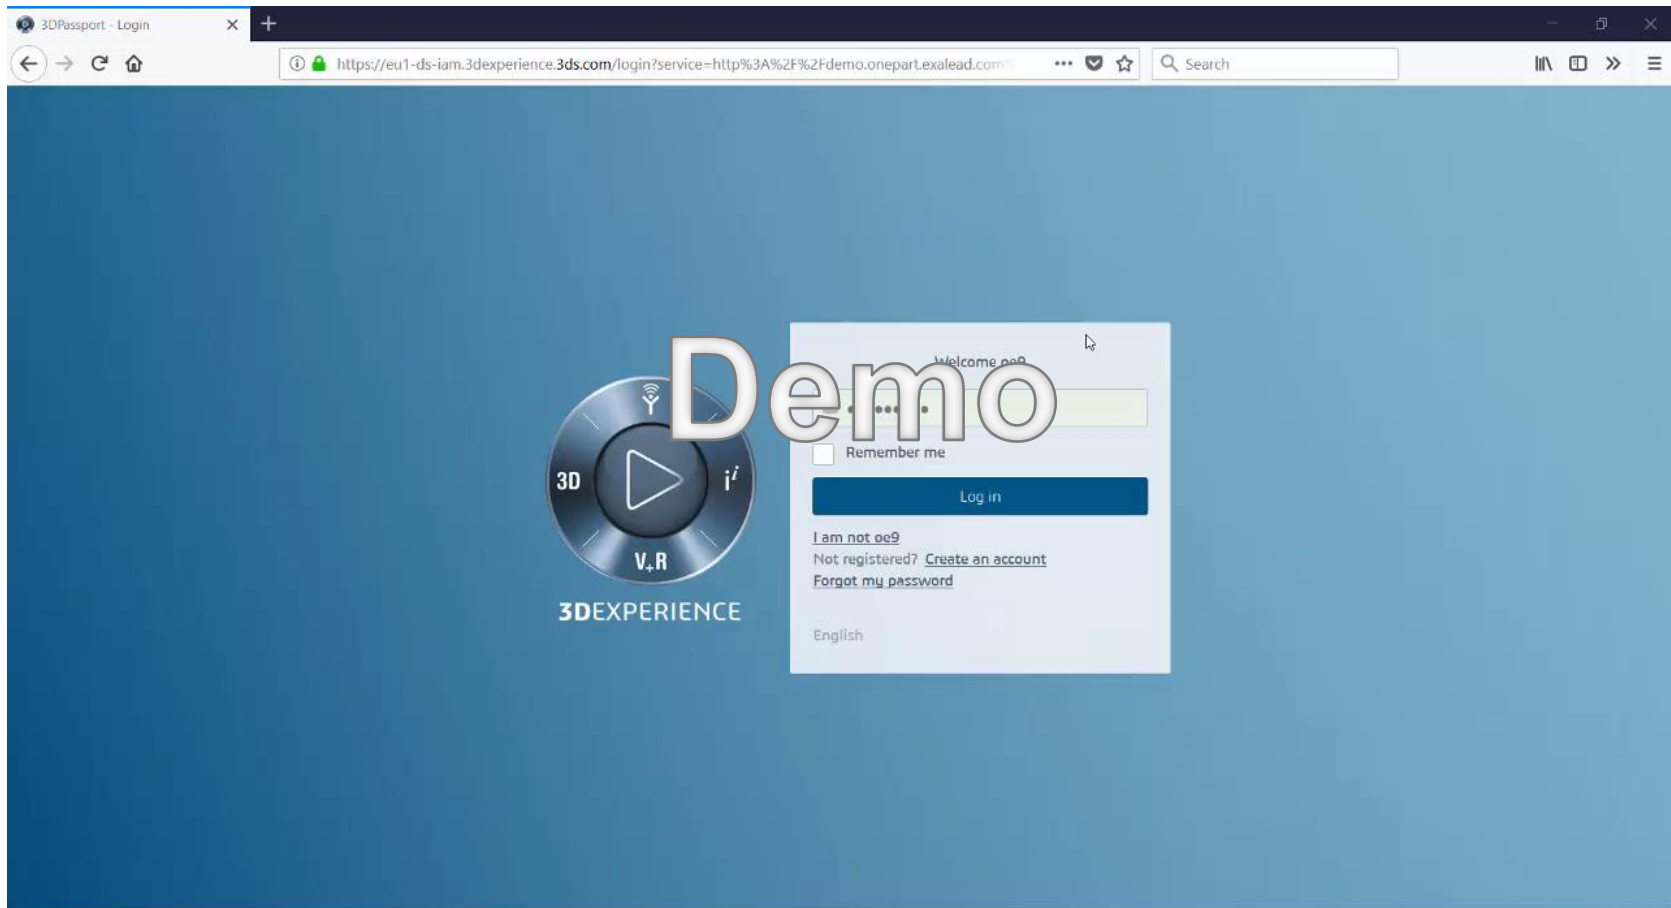 3DPassport - Login
https://eu1-ds-iam.3dexperience.3ds.com/login?service=http%3A%2F%2Fdemo.onepart.exalead.com
Search
Demo
Welcome oe9
Remember me
Log in
I am not oe9
Not registered? Create an account
Forgot my password
English
3D
i i
V+R
3DEXPERIENCE